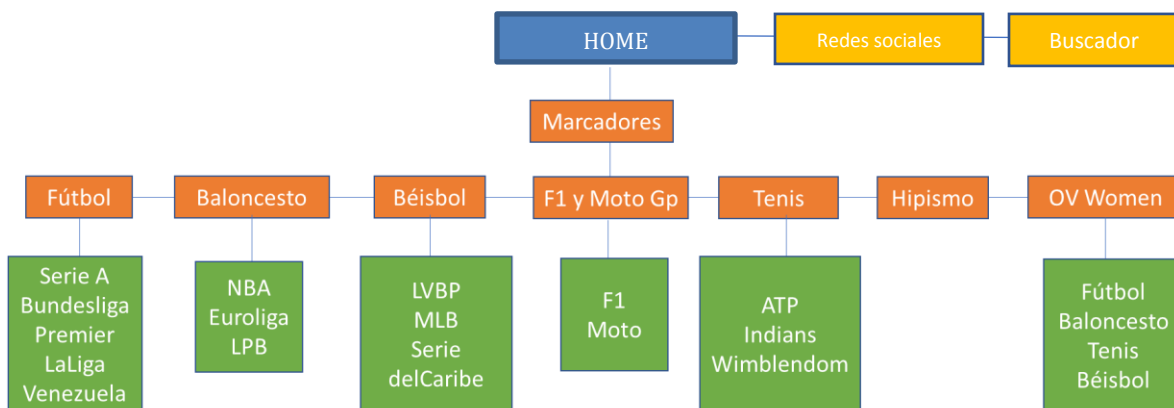 HOME
Redes sociales
Buscador
Marcadores
Fútbol
Baloncesto
Béisbol
F1 y Moto Gp
Tenis
Hipismo
OV Women
Serie A
Bundesliga
Premier
LaLiga
Venezuela
NBA
Euroliga
LPB
LVBP
MLB
Serie
delCaribe
F1
Moto
ATP
Indians
Wimblendom
Fútbol
Baloncesto
Tenis
Béisbol